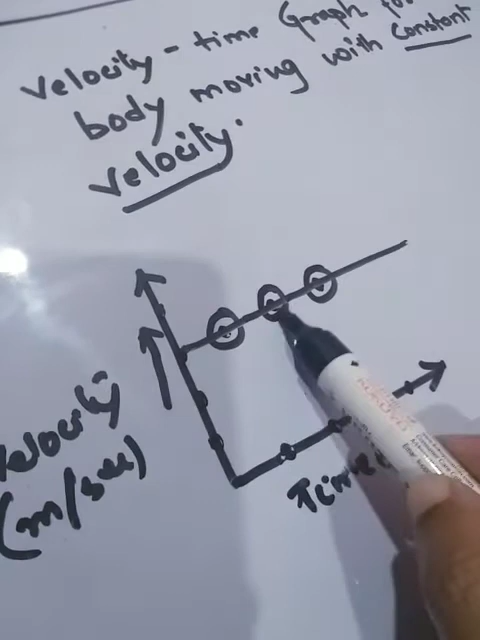 Velocity - time Graph for
body moving with Constant
Velocity.
Velocity
(m/sec)
Time